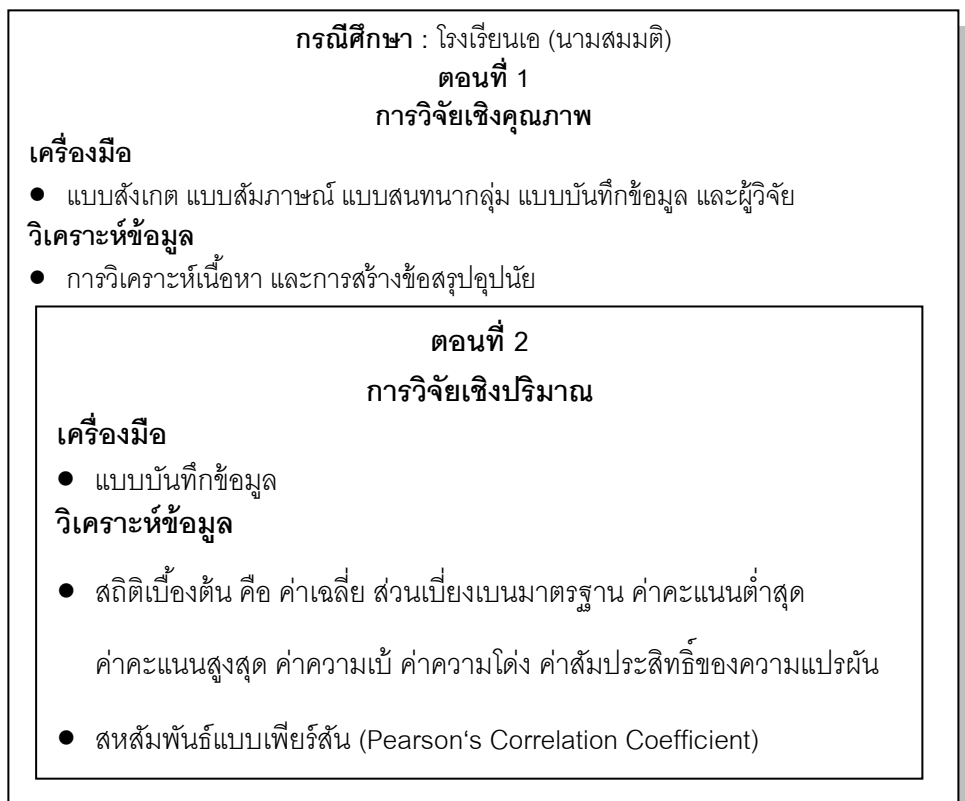 กรณีศึกษา : โรงเรียนเอ (นามสมมติ)
ตอนที่ 1
การวิจัยเชิงคุณภาพ
เครื่องมือ
● แบบสังเกต แบบสัมภาษณ์ แบบสนทนากลุ่ม แบบบันทึกข้อมูล และผู้วิจัย
วิเคราะห์ข้อมูล
● การวิเคราะห์เนื้อหา และการสร้างข้อสรุปอุปนัย
ตอนที่ 2
การวิจัยเชิงปริมาณ
เครื่องมือ
● แบบบันทึกข้อมูล
วิเคราะห์ข้อมูล
● สถิติเบื้องต้น คือ ค่าเฉลี่ย ส่วนเบี่ยงเบนมาตรฐาน ค่าคะแนนต่ำสุด
ค่าคะแนนสูงสุด ค่าความเบ้ ค่าความโด่ง ค่าสัมประสิทธิ์ของความแปรผัน
● สหสัมพันธ์แบบเพียร์สัน (Pearson‘s Correlation Coefficient)